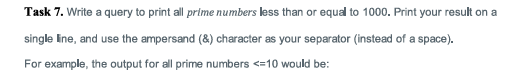 Task 7. Write a query to print all prime numbers less than or equal to 1000. Print your result on a
single line, and use the ampersand (&) character as your separator (instead of a space).
For example, the output for all prime numbers <=10 would be: